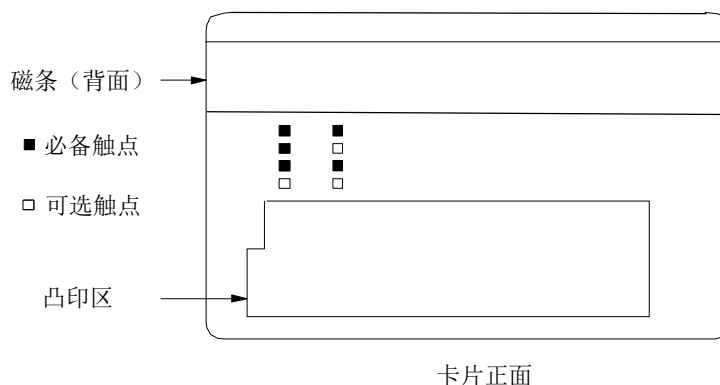 磁条（背面）
■ 必备触点
□ 可选触点
凸印区
卡片正面